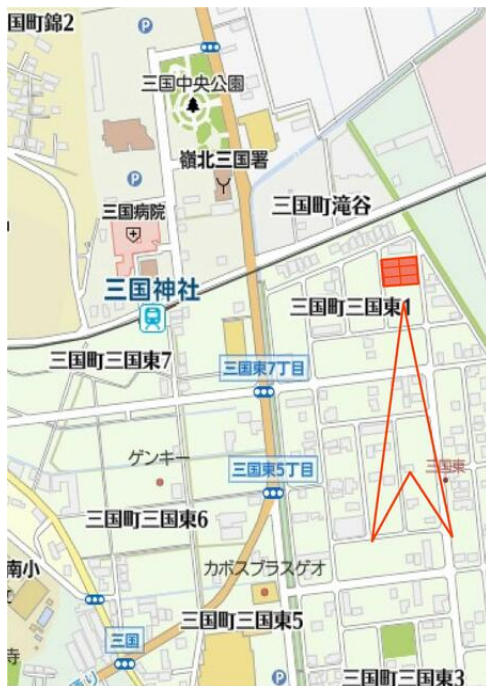 国町錦2
P
三国中央公園
嶺北三国署
P
三国町滝谷
三国病院
三国神社
三国町三国東1
三国町三国東7
三国東7丁目
ゲンキー
三国東5丁目
三国東
三国町三国東6
南小
カボスプラスゲオ
三国町三国東5
三国
寺
P
三国町三国東3